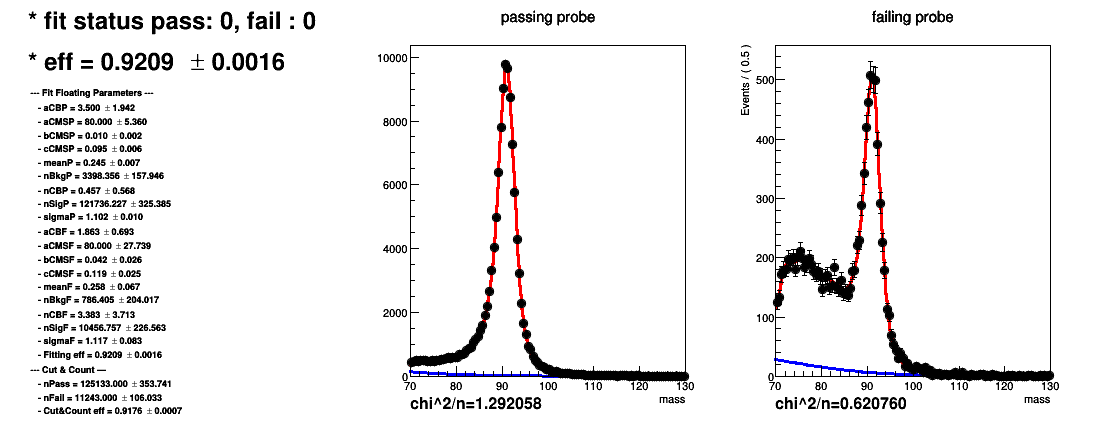 * fit status pass: 0, fail : 0
* eff = 0.9209 ± 0.0016
--- Fit Floating Parameters ---
- aCBP = 3.500 ± 1.942
- aCMSP = 80.000 ± 5.360
- bCMSP = 0.010 ± 0.002
- cCMSP = 0.095 ± 0.006
- meanP = 0.245 ± 0.007
- nBkgP = 3398.356 ± 157.946
- nCBP = 0.457 ± 0.568
- nSigP = 121736.227 ± 325.385
- sigmaP = 1.102 ± 0.010
- aCBF = 1.863 ± 0.693
- aCMSF = 80.000 ± 27.739
- bCMSF = 0.042 ± 0.026
- cCMSF = 0.119 ± 0.025
- meanF = 0.258 ± 0.067
- nBkgF = 786.405 ± 204.017
- nCBF = 3.383 ± 3.713
- nSigF = 10456.757 ± 226.563
- sigmaF = 1.117 ± 0.083
- Fitting eff = 0.9209 ± 0.0016
--- Cut & Count ---
- nPass = 125133.000 ± 353.741
- nFail = 11243.000 ± 106.033
- Cut&Count eff = 0.9176 ± 0.0007
passing probe
10000
8000
6000
4000
2000
0
70 80 90 100 110 120 130
mass
chi^2/n=1.292058
failing probe
Events / ( 0.5 )
500
400
300
200
100
0
70 80 90 100 110 120 130
mass
chi^2/n=0.620760